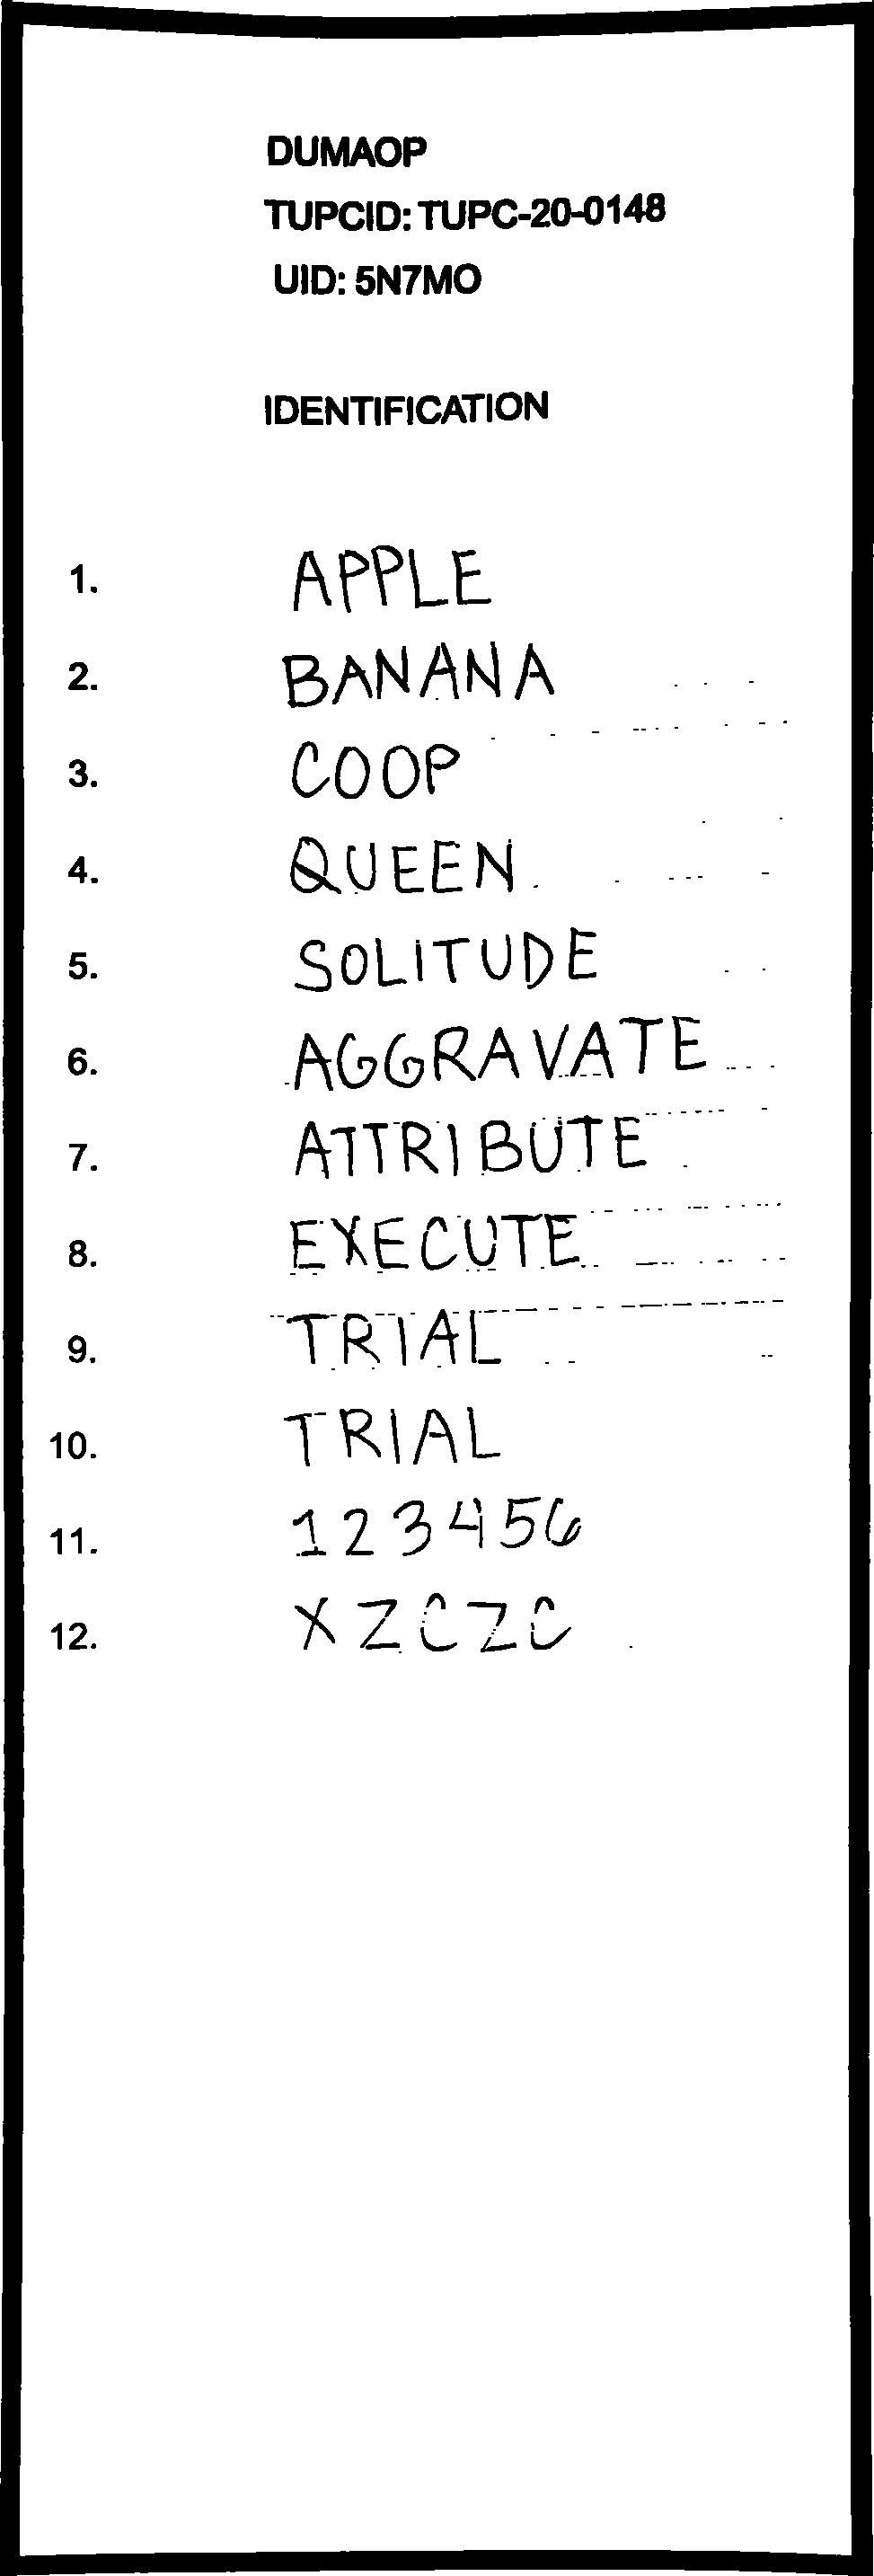 DUMAOP
TUPCID: TUPC-20-0148
UID: 5N7MO
IDENTIFICATION
1. APPLE
2. BANANA
3. COOP
4. QUEEN
5. SOLITUDE
6. AGGRAVATE
7. ATTRIBUTE
8. EXECUTE
9. TRIAL
10. TRIAL
11. 123456
12. XZCZC